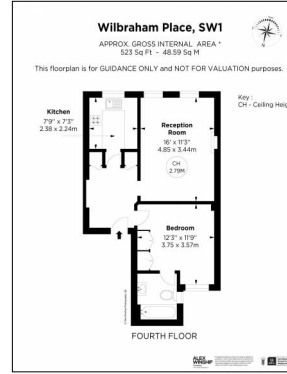 Wilbraham Place, SW1
APPROX. GROSS INTERNAL AREA *
523 Sq Ft - 48.59 Sq M
This floorplan is for GUIDANCE ONLY and NOT FOR VALUATION purposes.
Key :
CH - Ceiling Heig
Kitchen
7'9" x 7'3"
2.38 x 2.24m
Reception
Room
16' x 11'3"
4.85 x 3.44m
CH
2.79M
Bedroom
12'3" x 11'9"
3.75 x 3.57m
FOURTH FLOOR
ALEX
WINSHIP